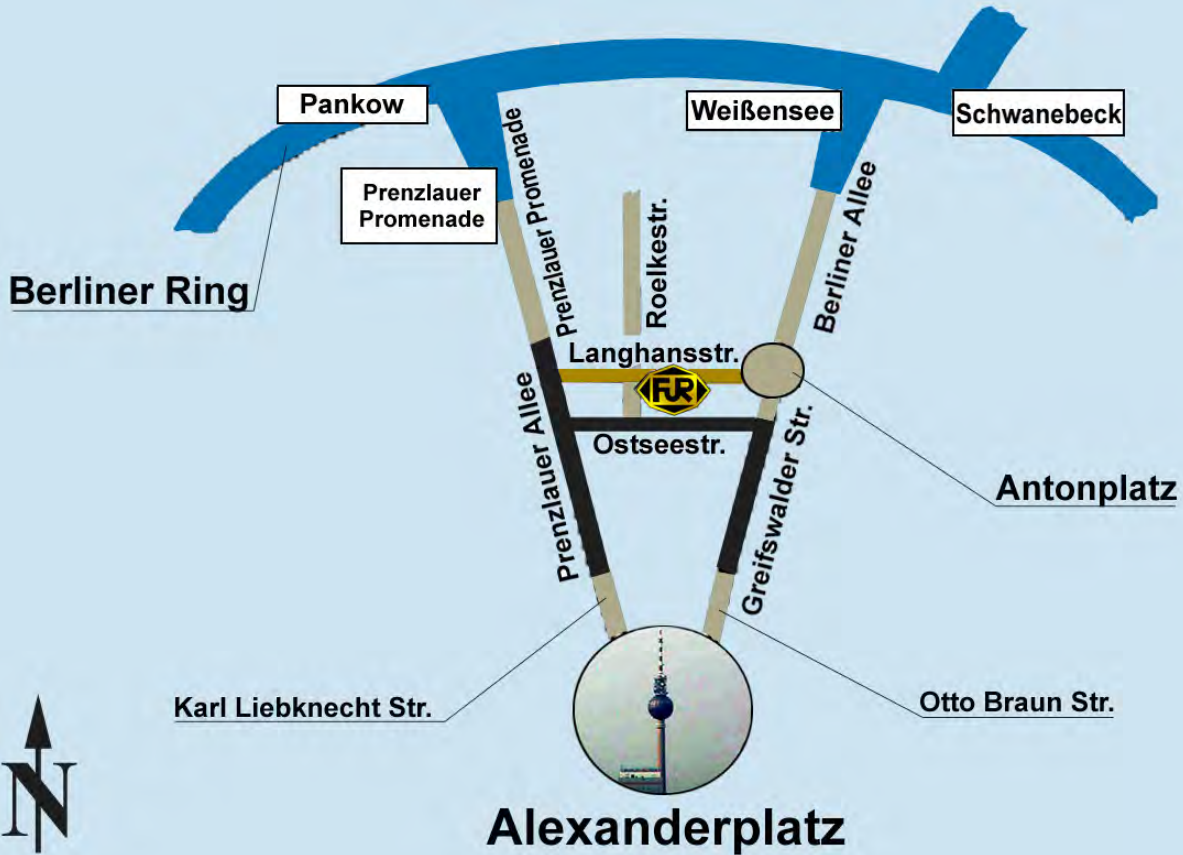 Pankow
Weißensee
Schwanebeck
Prenzlauer
Promenade
Prenzlauer Promenade
Roelkestr.
Berliner Allee
Berliner Ring
Langhansstr.
FUR
Prenzlauer Allee
Ostseestr.
Greifswalder Str.
Antonplatz
Karl Liebknecht Str.
Otto Braun Str.
N
Alexanderplatz